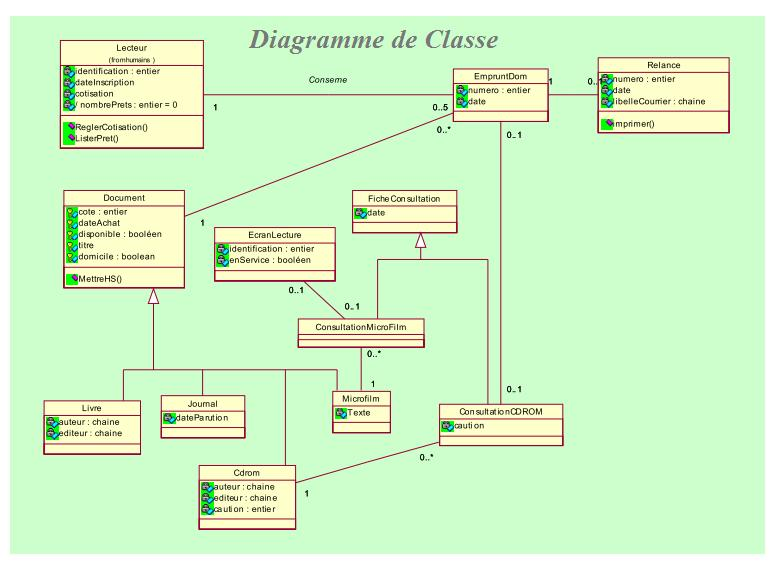 Diagramme de Classe
Lecteur
(fromhumains )
identification : entier
dateInscription
cotisation
/ nombrePrets : entier = 0
ReglerCotisation()
ListerPret()
Conseme
1
0..5
EmpruntDom
numero : entier
date
1
0..1
Relance
numero : entier
date
libelleCourrier : chaine
imprimer()
0..*
0..1
Document
cote : entier
dateAchat
disponible : booléen
titre
domicile : boolean
MettreHS()
1
FicheConsultation
date
EcranLecture
identification : entier
enService : booléen
0..1
0..1
ConsultationMicroFilm
0..*
1
Livre
auteur : chaine
editeur : chaine
Journal
dateParution
Microfilm
Texte
0..1
ConsultationCDROM
caution
0..*
1
Cdrom
auteur : chaine
editeur : chaine
caution : entier